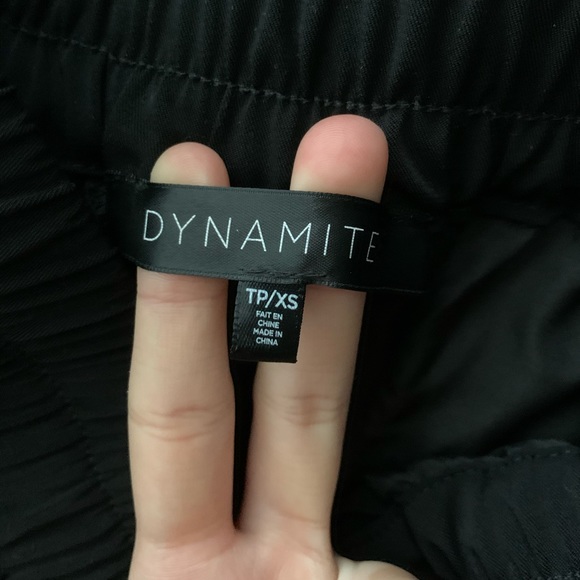 DYNAMITE
TP/XS
FAIT EN
CHINE
MADE IN
CHINA